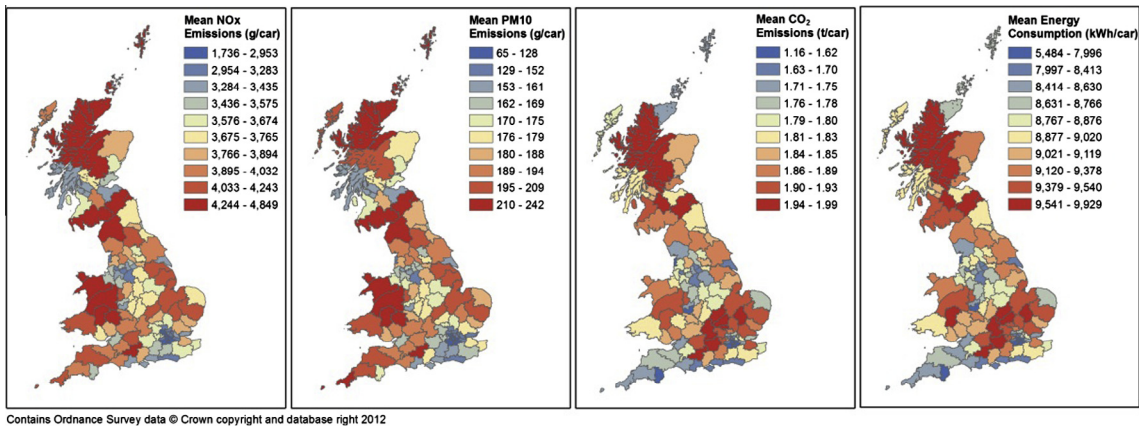 Mean NOx
Emissions (g/car)
1,736 - 2,953
2,954 - 3,283
3,284 - 3,435
3,436 - 3,575
3,576 - 3,674
3,675 - 3,765
3,766 - 3,894
3,895 - 4,032
4,033 - 4,243
4,244 - 4,849
Mean PM10
Emissions (g/car)
65 - 128
129 - 152
153 - 161
162 - 169
170 - 175
176 - 179
180 - 188
189 - 194
195 - 209
210 - 242
Mean CO₂
Emissions (t/car)
1.16 - 1.62
1.63 - 1.70
1.71 - 1.75
1.76 - 1.78
1.79 - 1.80
1.81 - 1.83
1.84 - 1.85
1.86 - 1.89
1.90 - 1.93
1.94 - 1.99
Mean Energy
Consumption (kWh/car)
5,484 - 7,996
7,997 - 8,413
8,414 - 8,630
8,631 - 8,766
8,767 - 8,876
8,877 - 9,020
9,021 - 9,119
9,120 - 9,378
9,379 - 9,540
9,541 - 9,929
Contains Ordnance Survey data © Crown copyright and database right 2012